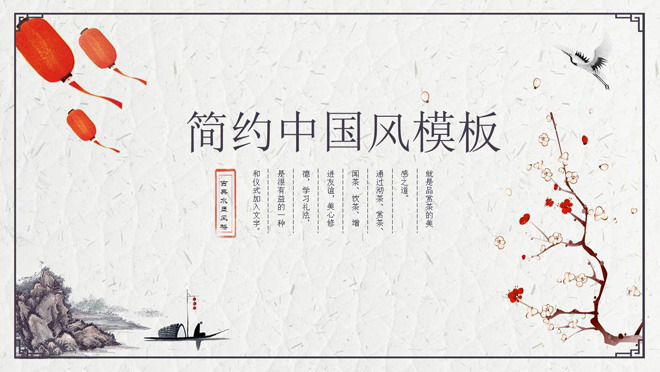 简约中国风模板
就是品赏茶的美
感之道。
通过沏茶、赏茶、
闻茶、饮茶、增
进友谊、美心修
德、学习礼法、
是很有益的一种
和仪式加入文字。
古典水墨风格